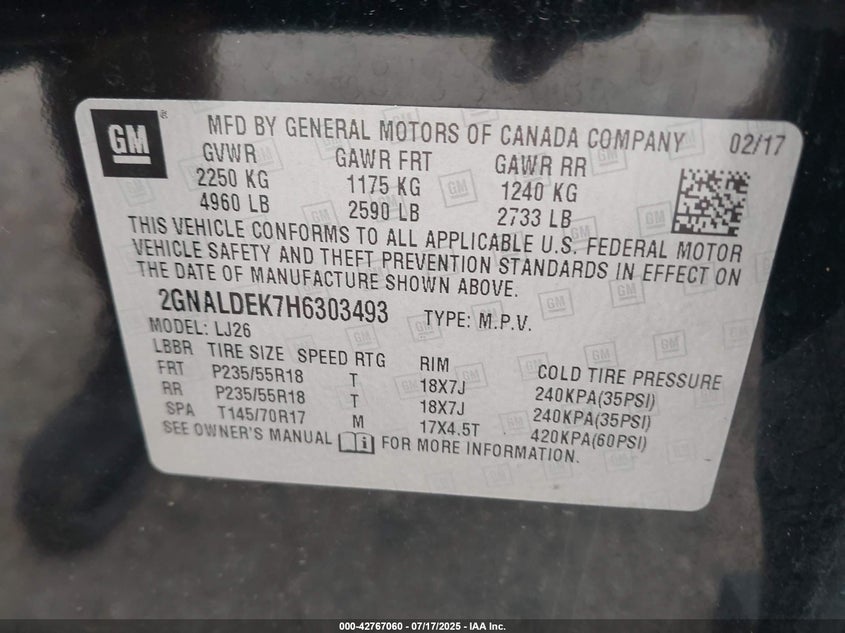 GM
MFD BY GENERAL MOTORS OF CANADA COMPANY 02/17
GVWR GAWR FRT GAWR RR
2250 KG 1175 KG 1240 KG
4960 LB 2590 LB 2733 LB
THIS VEHICLE CONFORMS TO ALL APPLICABLE U.S. FEDERAL MOTOR
VEHICLE SAFETY AND THEFT PREVENTION STANDARDS IN EFFECT ON
THE DATE OF MANUFACTURE SHOWN ABOVE.
2GNALDEK7H6303493 TYPE: M.P.V.
MODEL: LJ26
LBBR TIRE SIZE SPEED RTG RIM COLD TIRE PRESSURE
FRT P235/55R18 T 18X7J 240KPA(35PSI)
RR P235/55R18 T 18X7J 240KPA(35PSI)
SPA T145/70R17 M 17X4.5T 420KPA(60PSI)
SEE OWNER'S MANUAL FOR MORE INFORMATION.
000-42767060 - 07/17/2025 - IAA Inc.